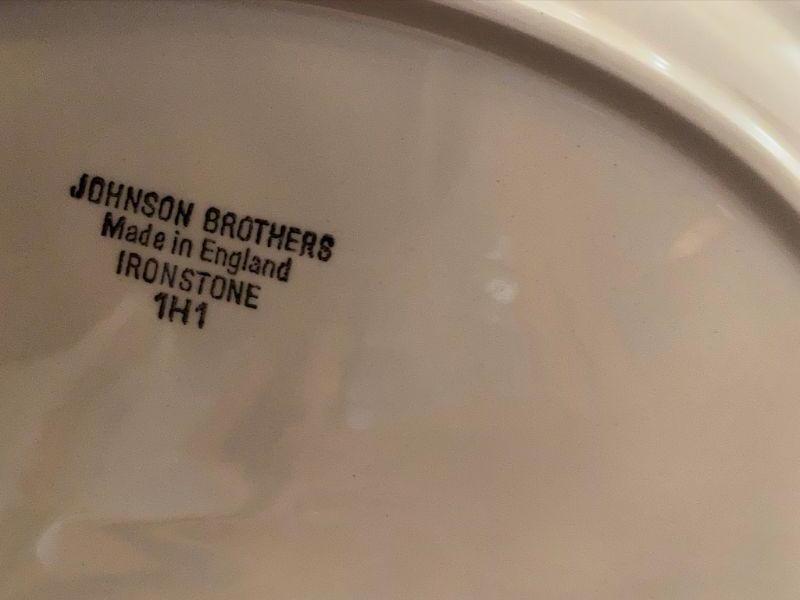 JOHNSON BROTHERS
Made in England
IRONSTONE
1H1